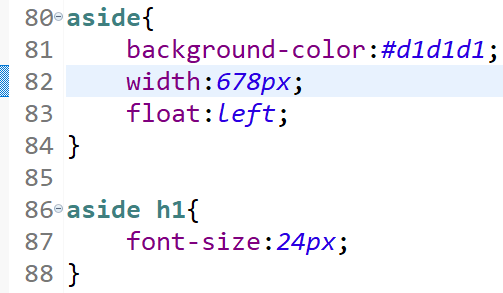 80 aside{
81 background-color:#d1d1d1;
82 width:678px;
83 float:left;
84 }
85
86 aside h1{
87 font-size:24px;
88 }